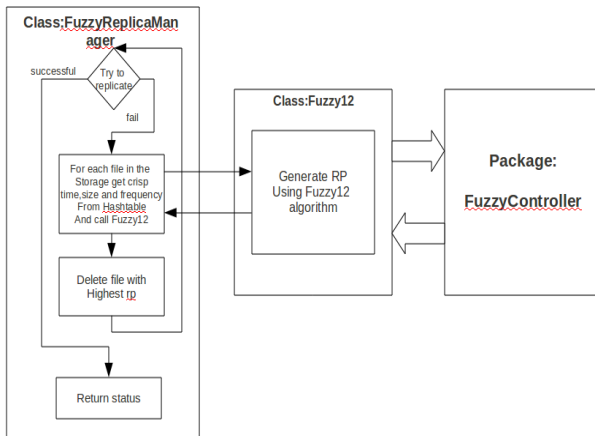 Class:FuzzyReplicaMan
ager
successful
Try to
replicate
fail
For each file in the
Storage get crisp
time,size and frequency
From Hashtable
And call Fuzzy12
Delete file with
Highest rp
Return status
Class:Fuzzy12
Generate RP
Using Fuzzy12
algorithm
Package:
FuzzyController